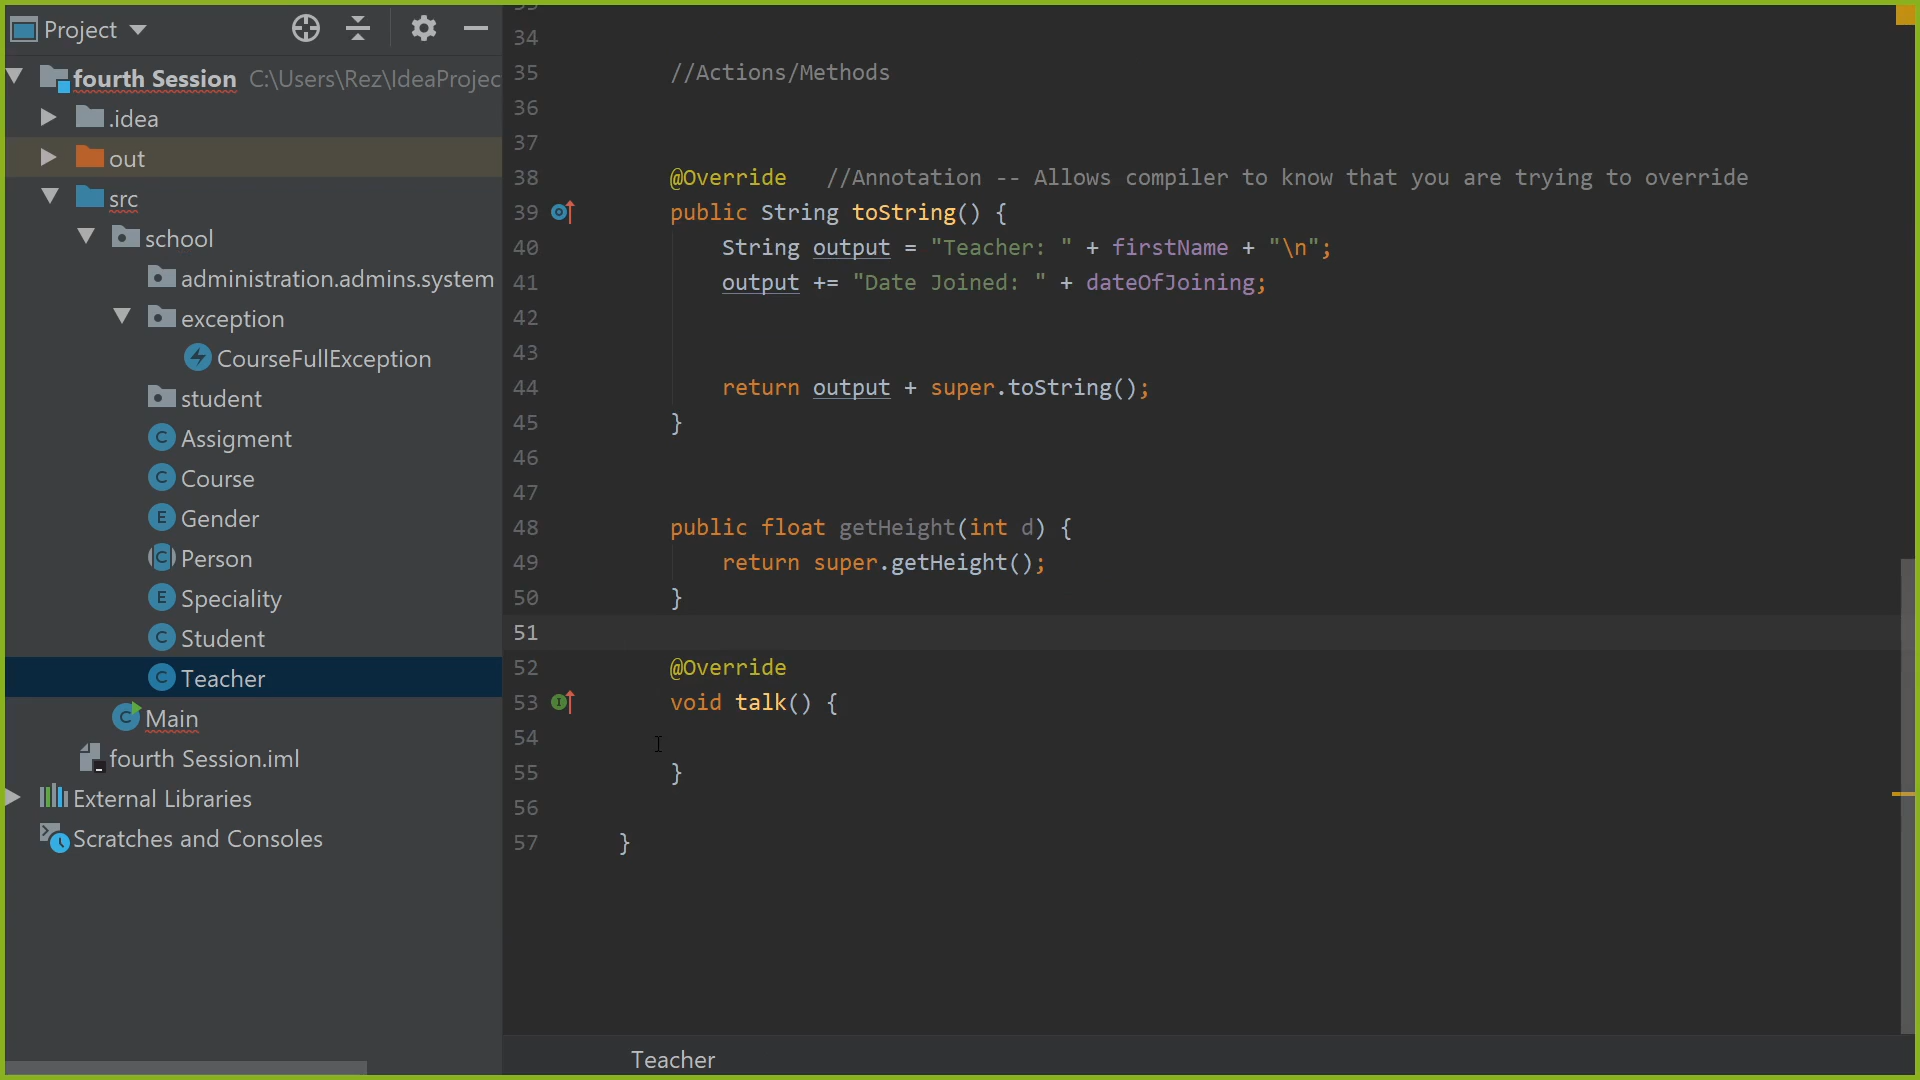 Project
fourth Session C:\Users\Rez\IdeaProjec
.idea
out
src
school
administration.admins.system
exception
CourseFullException
student
Assigment
Course
Gender
Person
Speciality
Student
Teacher
Main
fourth Session.iml
External Libraries
Scratches and Consoles
34
35 //Actions/Methods
36
37
38 @Override //Annotation -- Allows compiler to know that you are trying to override
39 public String toString() {
40 String output = "Teacher: " + firstName + "\n";
41 output += "Date Joined: " + dateOfJoining;
42
43
44 return output + super.toString();
45 }
46
47
48 public float getHeight(int d) {
49 return super.getHeight();
50 }
51
52 @Override
53 void talk() {
54
55 }
56
57 }
Teacher